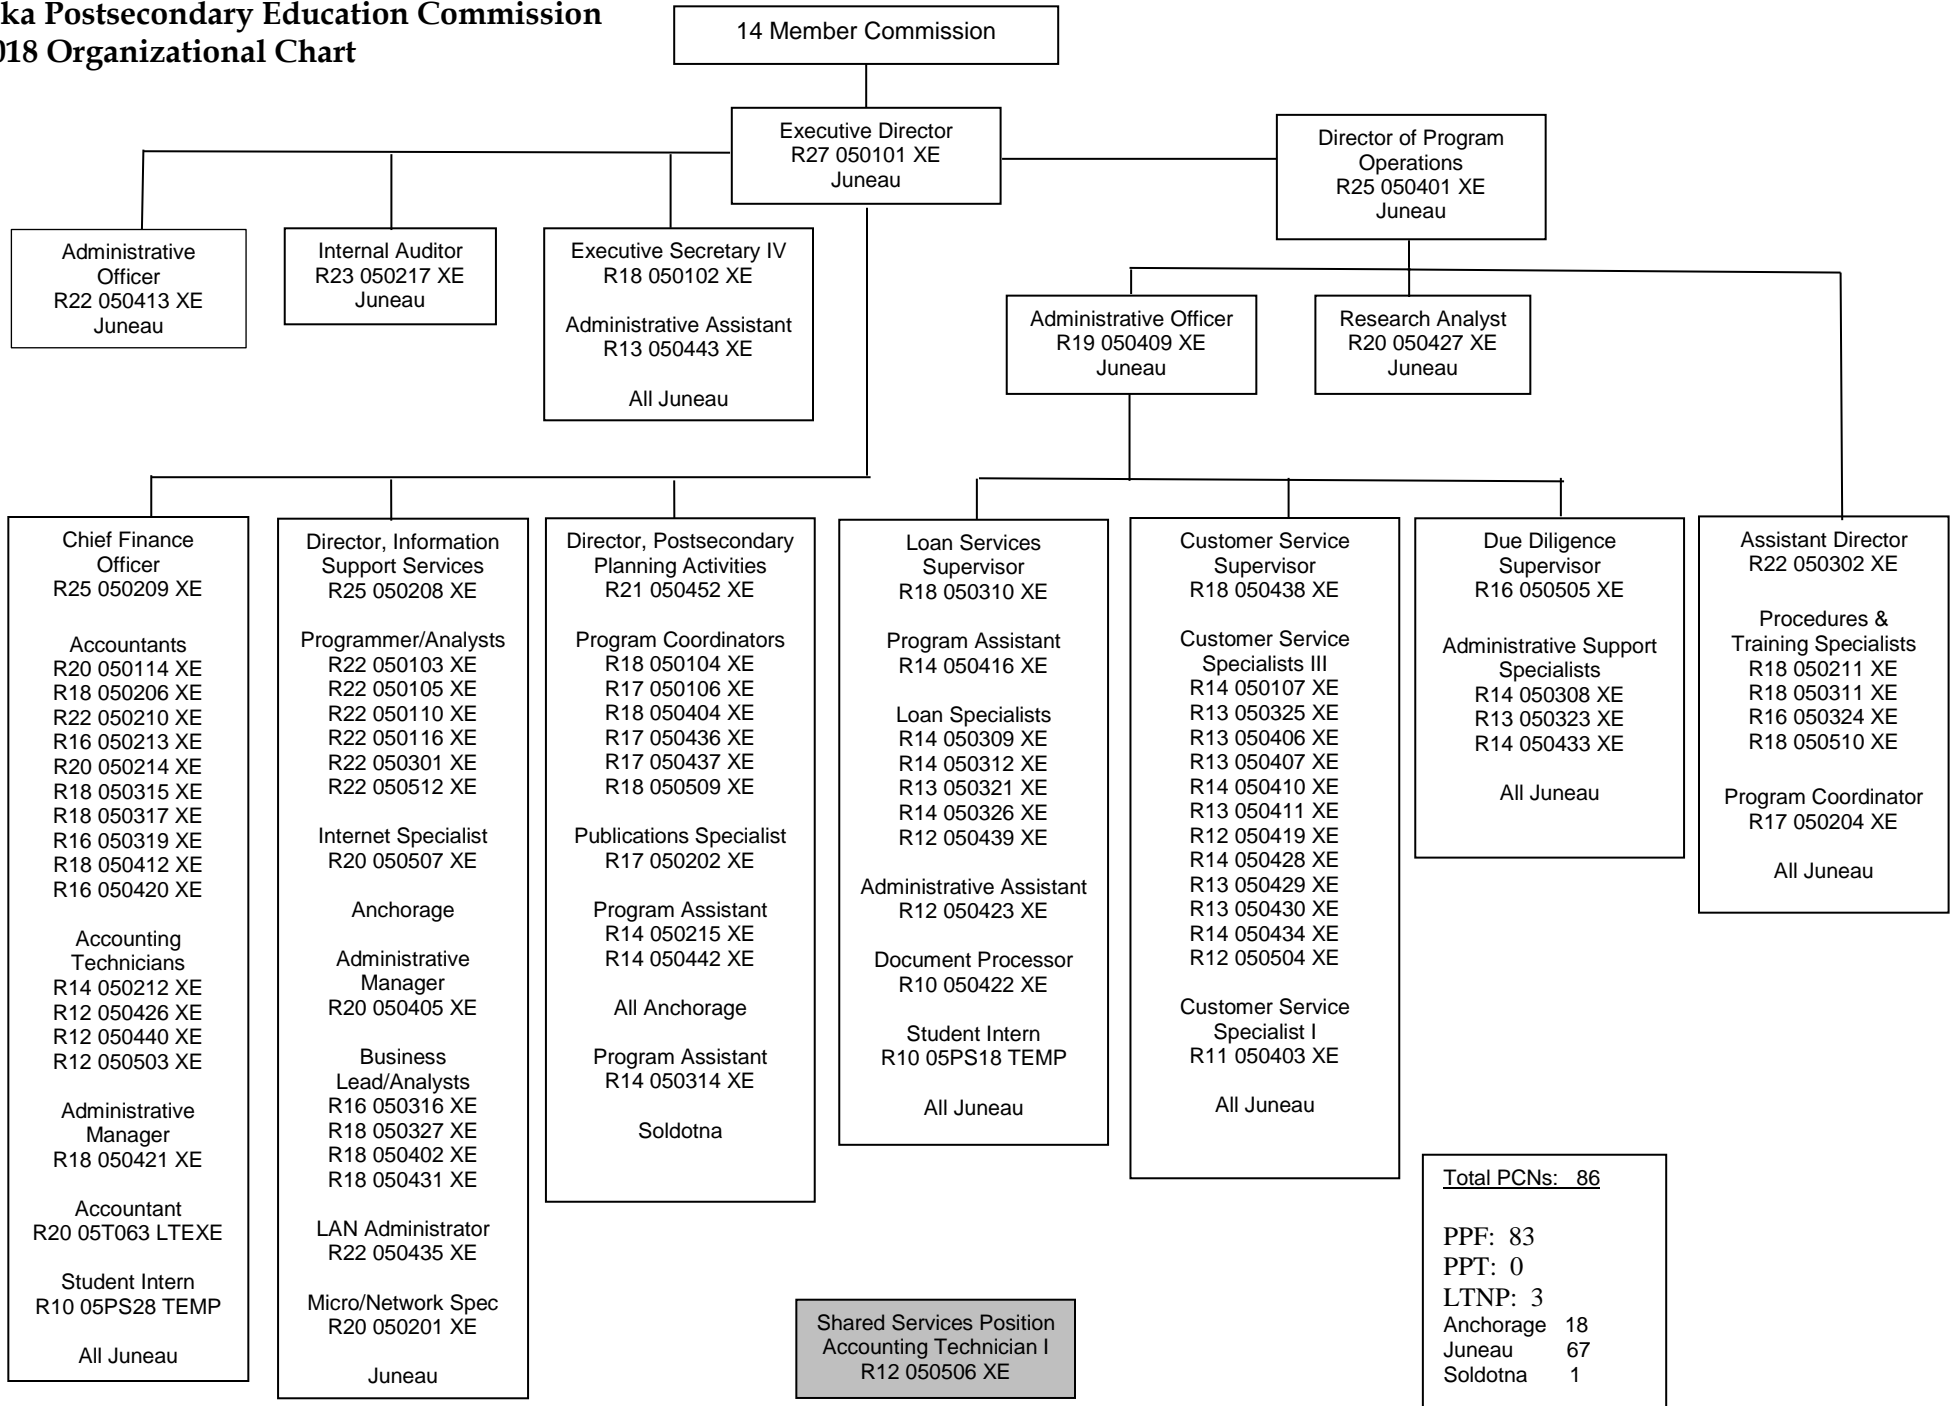 ka Postsecondary Education Commission
018 Organizational Chart
14 Member Commission
Executive Director
R27 050101 XE
Juneau
Director of Program
Operations
R25 050401 XE
Juneau
Administrative
Officer
R22 050413 XE
Juneau
Internal Auditor
R23 050217 XE
Juneau
Executive Secretary IV
R18 050102 XE
Administrative Assistant
R13 050443 XE
All Juneau
Administrative Officer
R19 050409 XE
Juneau
Research Analyst
R20 050427 XE
Juneau
Chief Finance
Officer
R25 050209 XE
Accountants
R20 050114 XE
R18 050206 XE
R22 050210 XE
R16 050213 XE
R20 050214 XE
R18 050315 XE
R18 050317 XE
R16 050319 XE
R18 050412 XE
R16 050420 XE
Accounting
Technicians
R14 050212 XE
R12 050426 XE
R12 050440 XE
R12 050503 XE
Administrative
Manager
R18 050421 XE
Accountant
R20 05T063 LTEXE
Student Intern
R10 05PS28 TEMP
All Juneau
Director, Information
Support Services
R25 050208 XE
Programmer/Analysts
R22 050103 XE
R22 050105 XE
R22 050110 XE
R22 050116 XE
R22 050301 XE
R22 050512 XE
Internet Specialist
R20 050507 XE
Anchorage
Administrative
Manager
R20 050405 XE
Business
Lead/Analysts
R16 050316 XE
R18 050327 XE
R18 050402 XE
R18 050431 XE
LAN Administrator
R22 050435 XE
Micro/Network Spec
R20 050201 XE
Juneau
Director, Postsecondary
Planning Activities
R21 050452 XE
Program Coordinators
R18 050104 XE
R17 050106 XE
R18 050404 XE
R17 050436 XE
R17 050437 XE
R18 050509 XE
Publications Specialist
R17 050202 XE
Program Assistant
R14 050215 XE
R14 050442 XE
All Anchorage
Program Assistant
R14 050314 XE
Soldotna
Loan Services
Supervisor
R18 050310 XE
Program Assistant
R14 050416 XE
Loan Specialists
R14 050309 XE
R14 050312 XE
R13 050321 XE
R14 050326 XE
R12 050439 XE
Administrative Assistant
R12 050423 XE
Document Processor
R10 050422 XE
Student Intern
R10 05PS18 TEMP
All Juneau
Customer Service
Supervisor
R18 050438 XE
Customer Service
Specialists III
R14 050107 XE
R13 050325 XE
R13 050406 XE
R13 050407 XE
R14 050410 XE
R13 050411 XE
R12 050419 XE
R14 050428 XE
R13 050429 XE
R13 050430 XE
R14 050434 XE
R12 050504 XE
Customer Service
Specialist I
R11 050403 XE
All Juneau
Due Diligence
Supervisor
R16 050505 XE
Administrative Support
Specialists
R14 050308 XE
R13 050323 XE
R14 050433 XE
All Juneau
Assistant Director
R22 050302 XE
Procedures &
Training Specialists
R18 050211 XE
R18 050311 XE
R16 050324 XE
R18 050510 XE
Program Coordinator
R17 050204 XE
All Juneau
Shared Services Position
Accounting Technician I
R12 050506 XE
Total PCNs: 86
PPF: 83
PPT: 0
LTNP: 3
Anchorage 18
Juneau 67
Soldotna 1